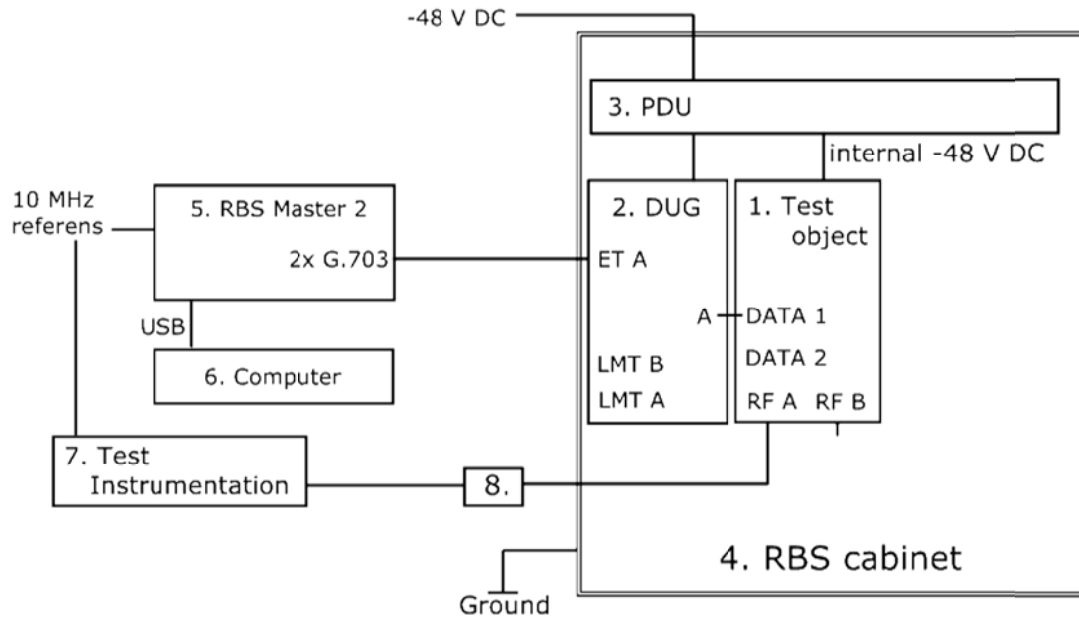 -48 V DC
3. PDU
internal -48 V DC
10 MHz
referens
5. RBS Master 2
2x G.703
2. DUG
1. Test
object
ET A
USB
A
DATA 1
6. Computer
LMT B
DATA 2
LMT A
RF A RF B
7. Test
Instrumentation
8.
4. RBS cabinet
Ground